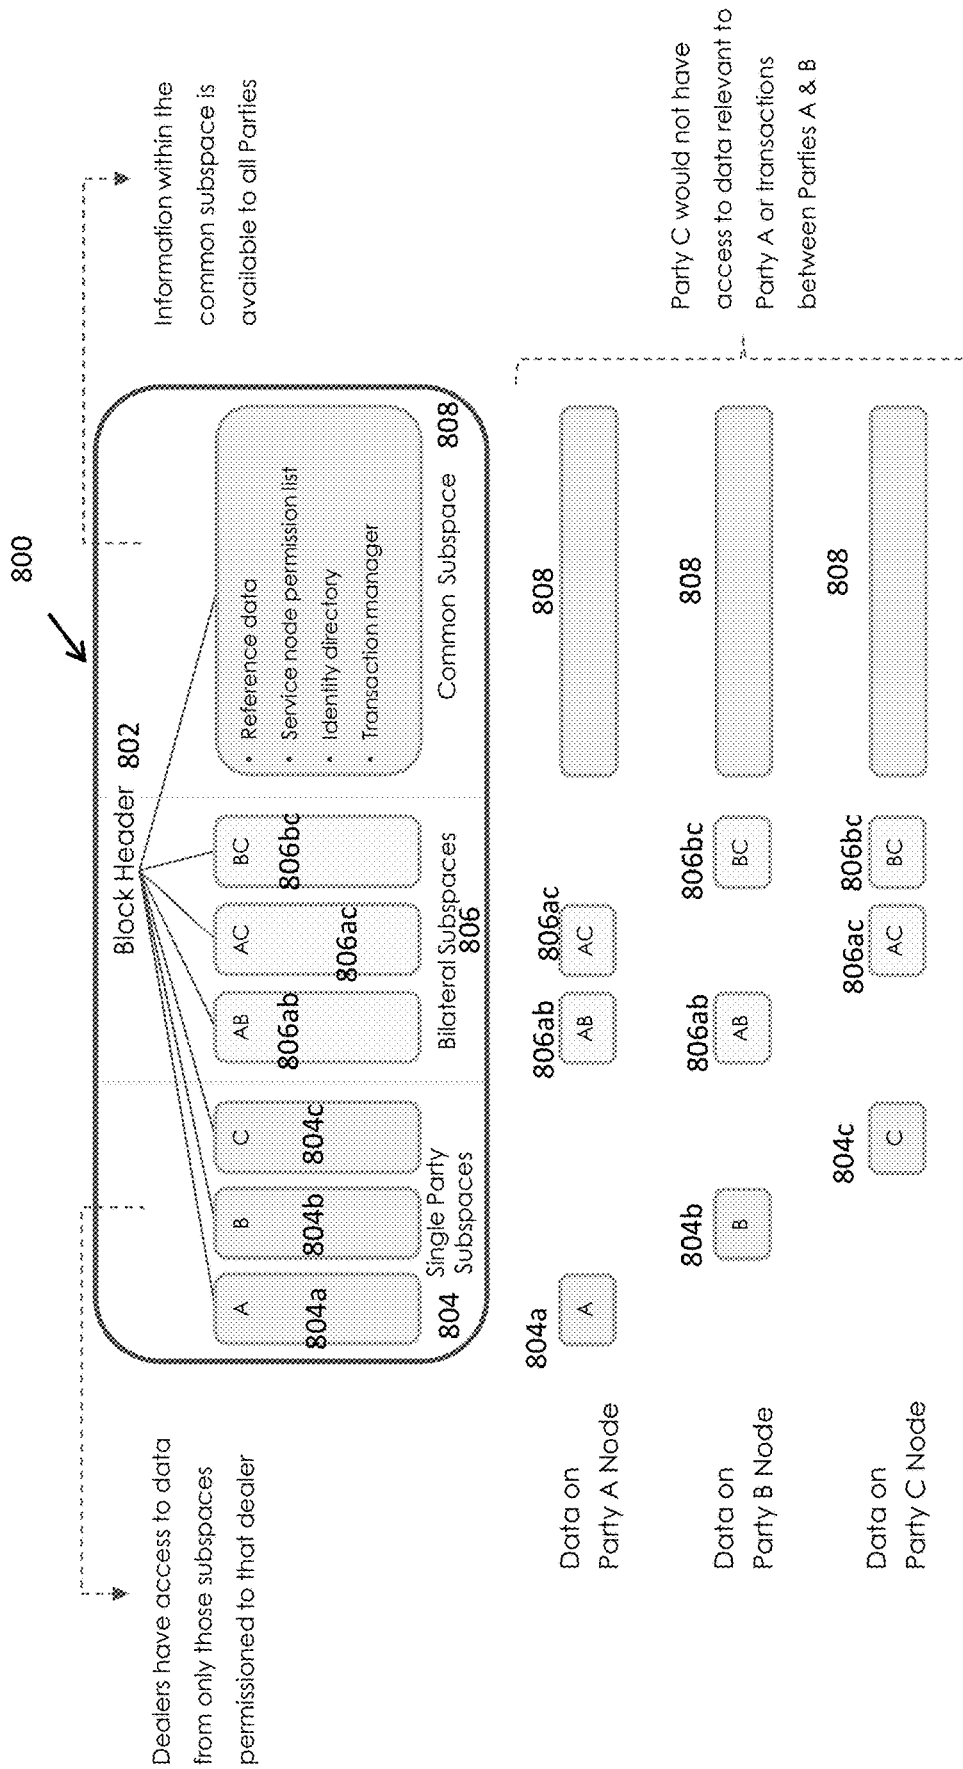 800
Dealers have access to data
from only those subspaces
permissioned to that dealer
Information within the
common subspace is
available to all Parties
Block Header 802
A
804a
B
804b
C
804c
AB
806ab
AC
806ac
BC
806bc
• Reference data
• Service node permission list
• Identity directory
• Transaction manager
804
Single Party
Subspaces
Bilateral Subspaces
806
Common Subspace
808
Data on
Party A Node
804a
A
806ab
AB
806ac
AC
808
Data on
Party B Node
804b
B
806ab
AB
806bc
BC
808
Data on
Party C Node
804c
C
806ac
AC
806bc
BC
808
Party C would not have
access to data relevant to
Party A or transactions
between Parties A & B